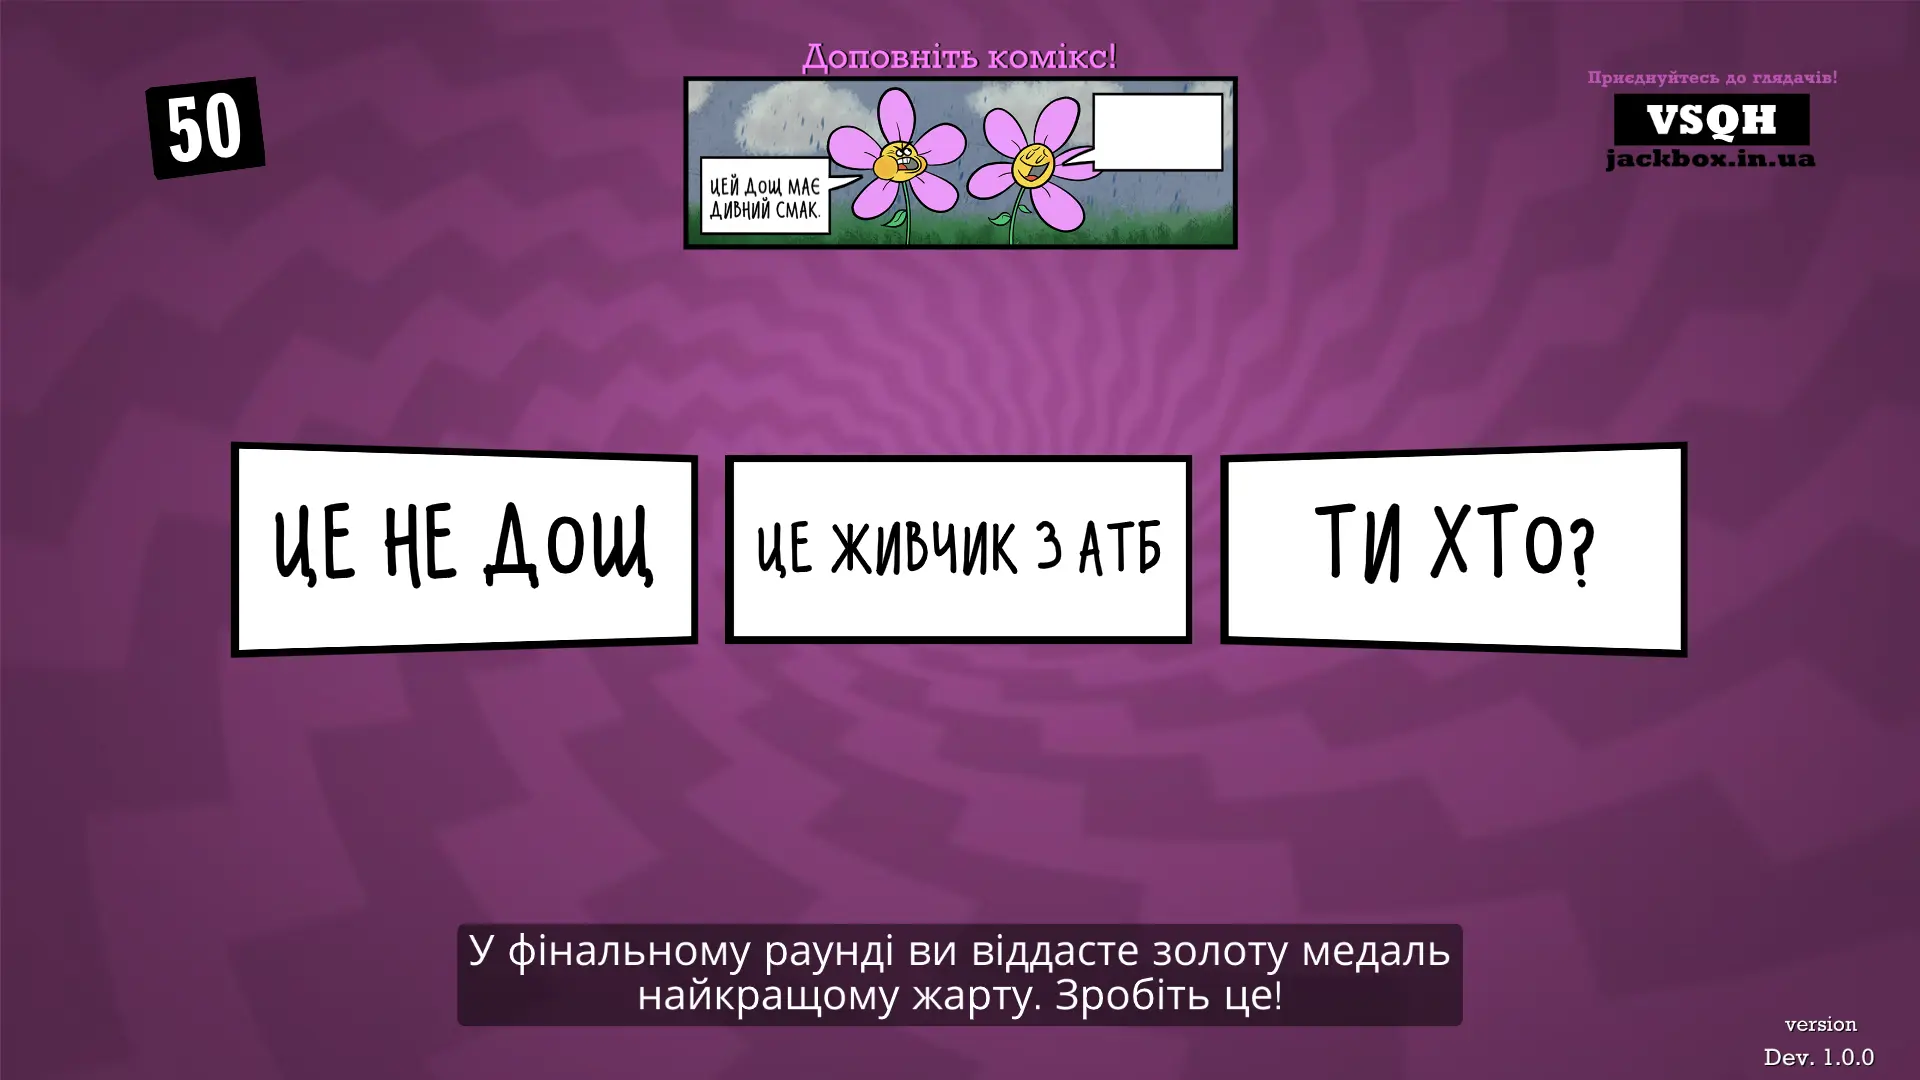 Доповніть комікс!
50
Приєднуйтесь до глядачів!
VSQH
jackbox.in.ua
ЦЕЙ ДОЩ МАЄ
ДИВНИЙ СМАК.
ЦЕ НЕ ДОЩ
ЦЕ ЖИВЧИК З АТБ
ТИ ХТО?
У фінальному раунді ви віддасте золоту медаль
найкращому жарту. Зробіть це!
version
Dev. 1.0.0